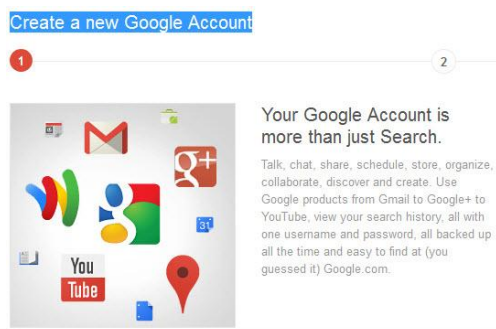 Create a new Google Account
1
2
Your Google Account is
more than just Search.
Talk, chat, share, schedule, store, organize,
collaborate, discover and create. Use
Google products from Gmail to Google+ to
YouTube, view your search history, all with
one username and password, all backed up
all the time and easy to find at (you
guessed it) Google.com.
g+
g
31
You
Tube